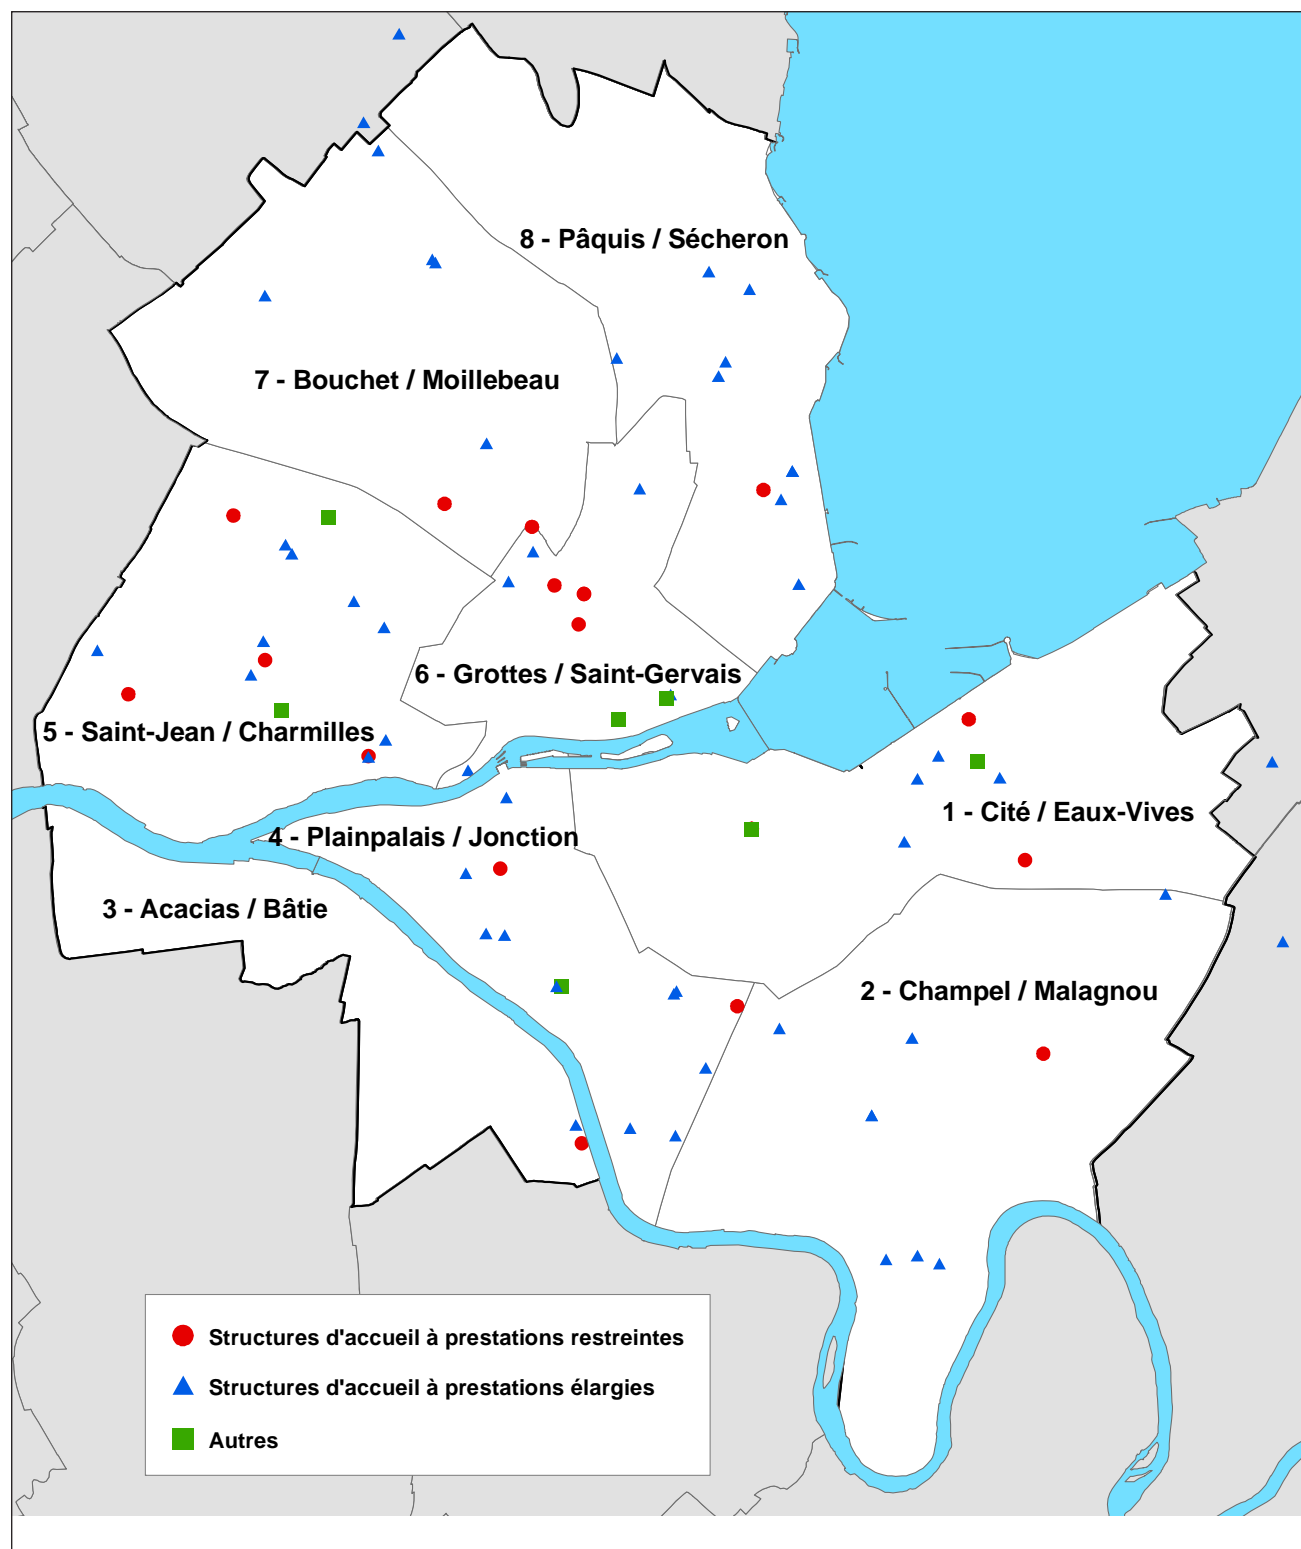 8 - Pâquis / Sécheron
7 - Bouchet / Moillebeau
6 - Grottes / Saint-Gervais
5 - Saint-Jean / Charmilles
1 - Cité / Eaux-Vives
4 - Plainpalais / Jonction
3 - Acacias / Bâtie
2 - Champel / Malagnou
Structures d'accueil à prestations restreintes
Structures d'accueil à prestations élargies
Autres